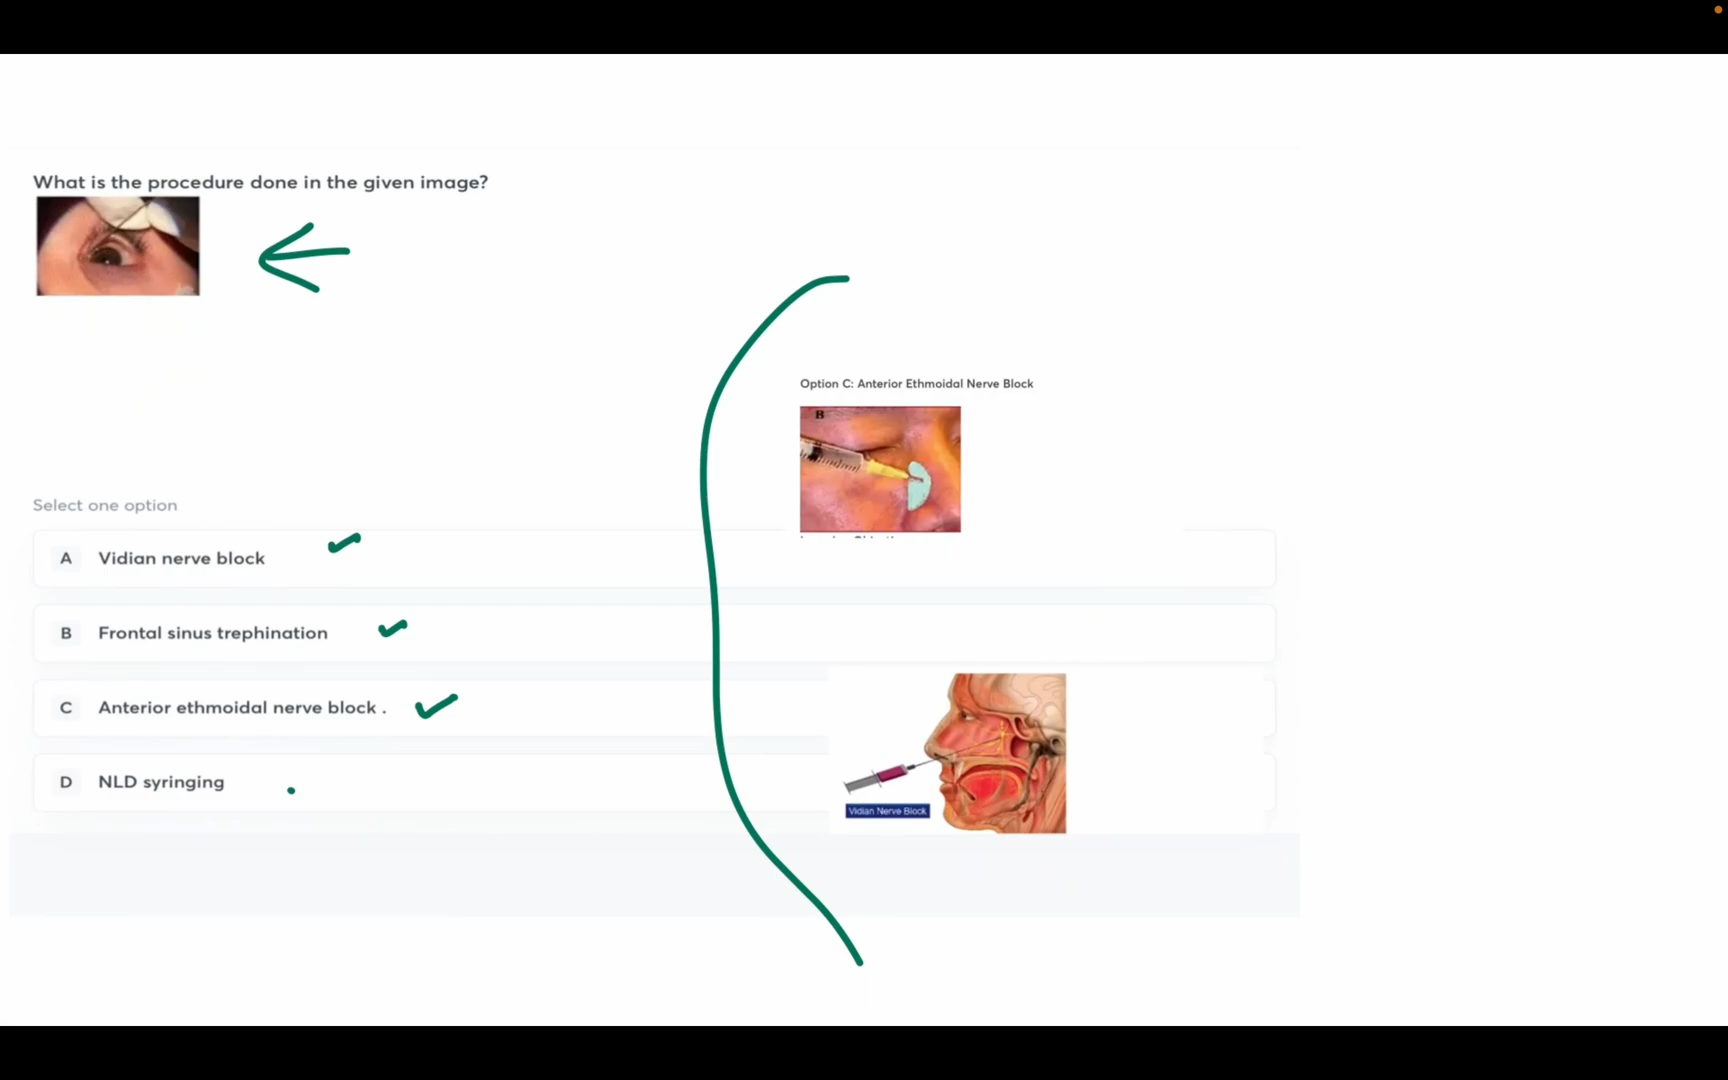 What is the procedure done in the given image?
Option C: Anterior Ethmoidal Nerve Block
B
Select one option
A Vidian nerve block
B Frontal sinus trephination
C Anterior ethmoidal nerve block .
D NLD syringing
Vidian Nerve Block